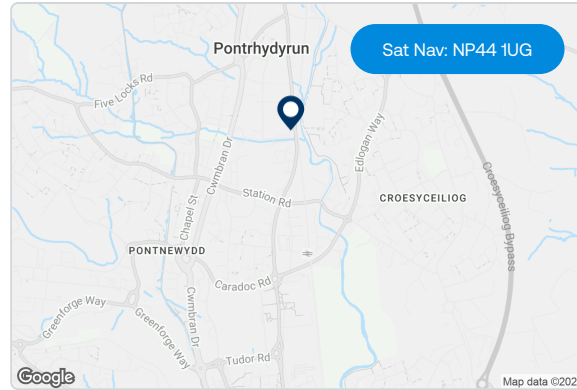 Pontrhydyrun
Sat Nav: NP44 1UG
Five Locks Rd
Cwmbran Dr
Edlogan Way
Croesyceiliog Bypass
Station Rd
CROESYCEILIOG
Chapel St
PONTNEWYDD
Caradoc Rd
Greenforge Way
Greenforge Way
Cwmbran Dr
Tudor Rd
Google
Map data ©202